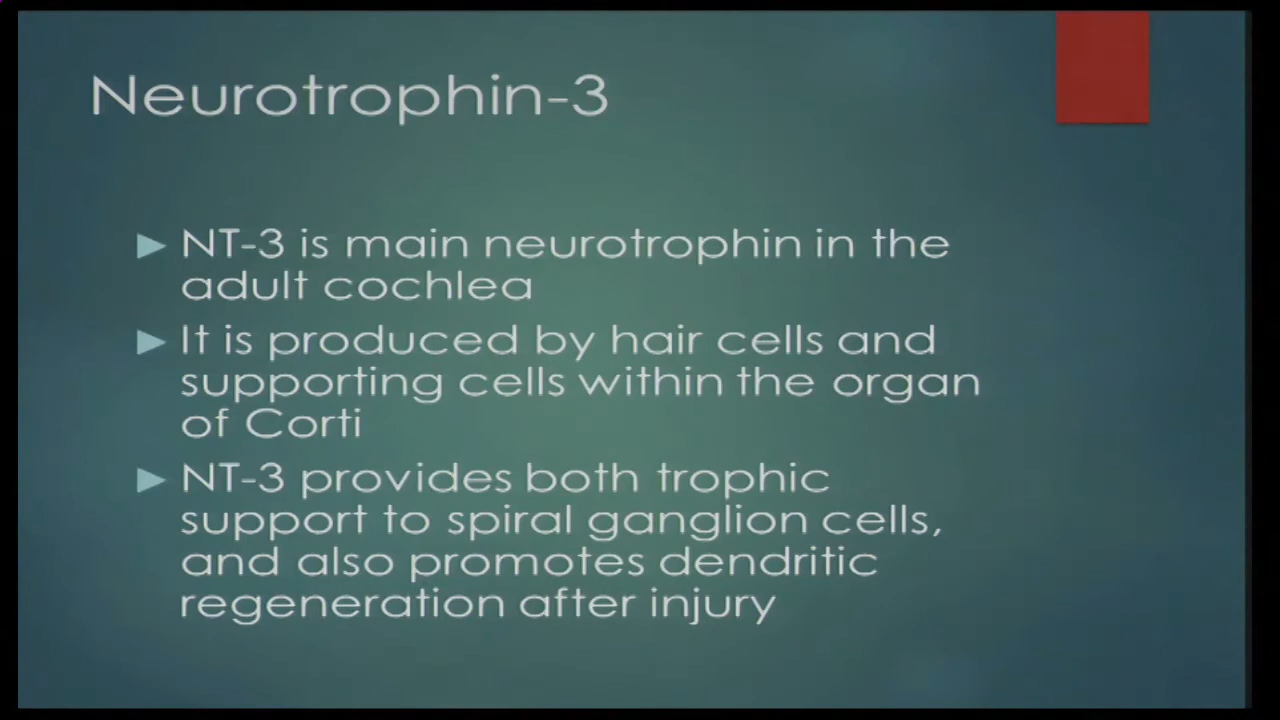 Neurotrophin-3
NT-3 is main neurotrophin in the
adult cochlea
It is produced by hair cells and
supporting cells within the organ
of Corti
NT-3 provides both trophic
support to spiral ganglion cells,
and also promotes dendritic
regeneration after injury